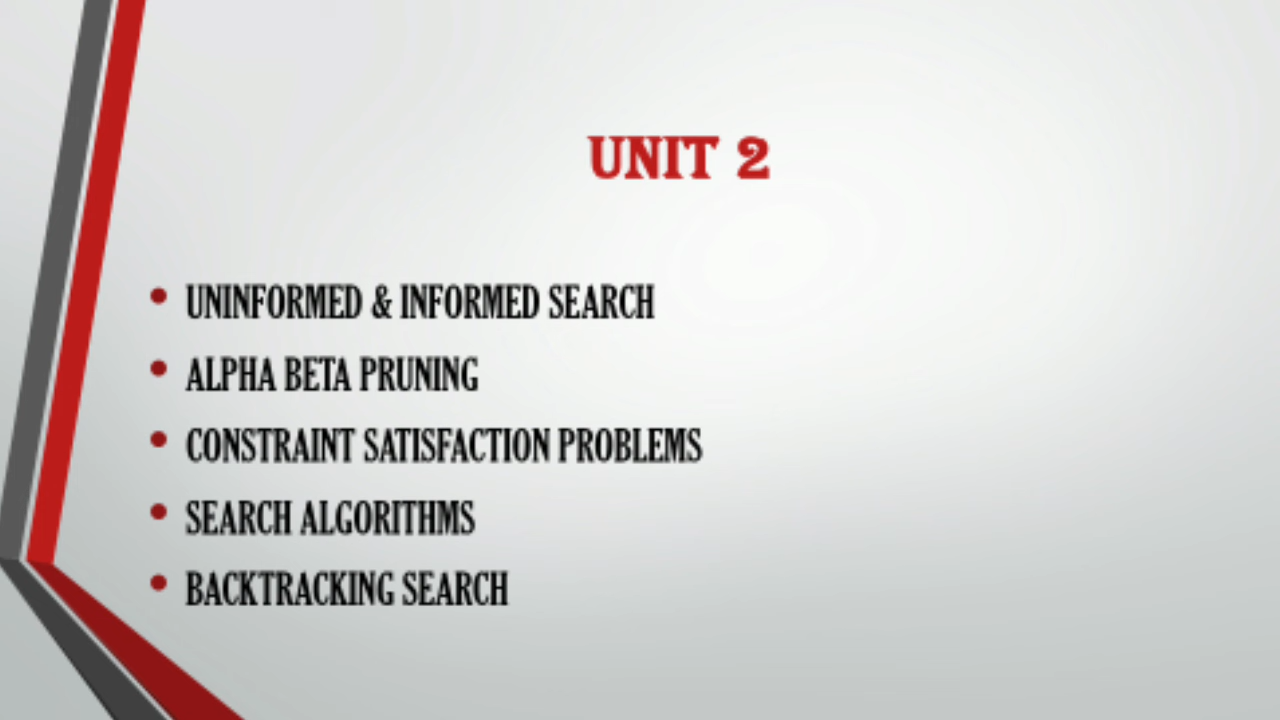 UNIT 2
• UNINFORMED & INFORMED SEARCH
• ALPHA BETA PRUNING
• CONSTRAINT SATISFACTION PROBLEMS
• SEARCH ALGORITHMS
• BACKTRACKING SEARCH